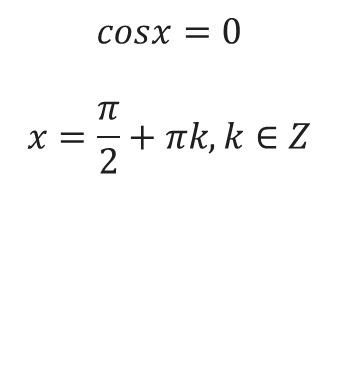 cosx = 0
x = π/2 + πk, k ∈ Z